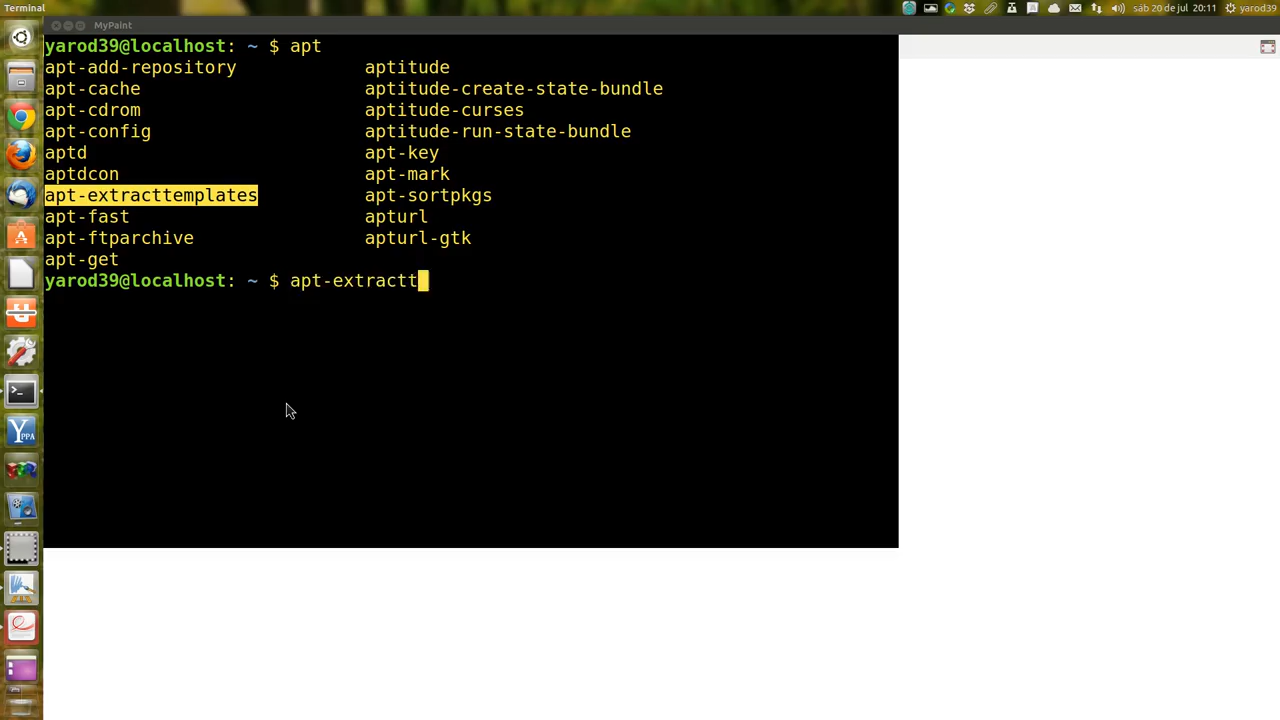 Terminal
sáb 20 de jul 20:11
yarod39
MyPaint
yarod39@localhost: ~ $ apt
apt-add-repository aptitude
apt-cache aptitude-create-state-bundle
apt-cdrom aptitude-curses
apt-config aptitude-run-state-bundle
aptd apt-key
aptdcon apt-mark
apt-extracttemplates apt-sortpkgs
apt-fast apturl
apt-ftparchive apturl-gtk
apt-get
yarod39@localhost: ~ $ apt-extractt
Y PPA